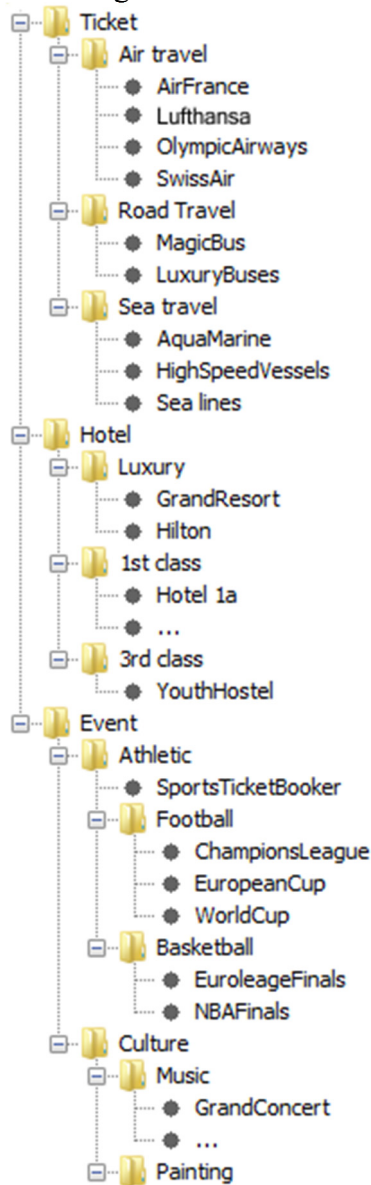 Ticket
Air travel
AirFrance
Lufthansa
OlympicAirways
SwissAir
Road Travel
MagicBus
LuxuryBuses
Sea travel
AquaMarine
HighSpeedVessels
Sea lines
Hotel
Luxury
GrandResort
Hilton
1st class
Hotel 1a
...
3rd class
YouthHostel
Event
Athletic
SportsTicketBooker
Football
ChampionsLeague
EuropeanCup
WorldCup
Basketball
EuroleageFinals
NBAFinals
Culture
Music
GrandConcert
...
Painting